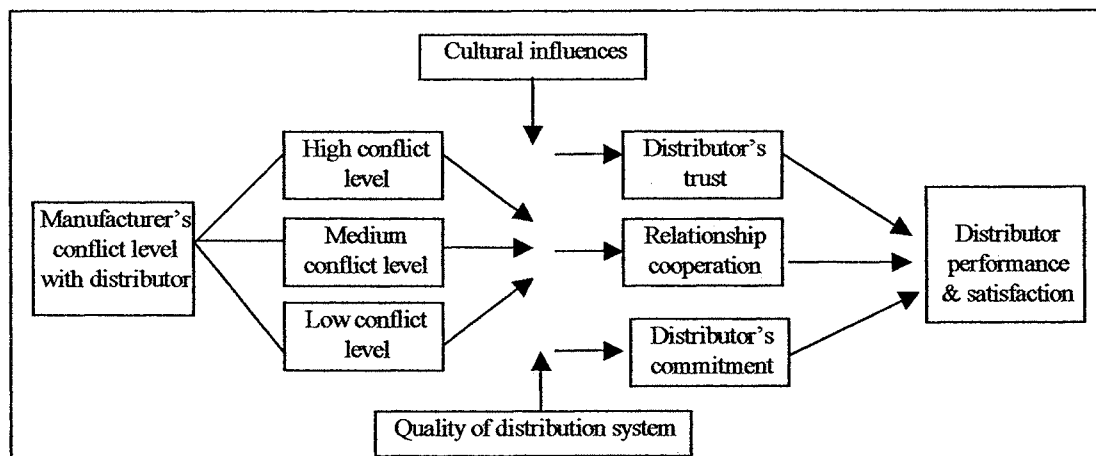 Cultural influences
High conflict
level
Distributor's
trust
Manufacturer's
conflict level
with distributor
Medium
conflict level
Relationship
cooperation
Distributor
performance
& satisfaction
Low conflict
level
Distributor's
commitment
Quality of distribution system